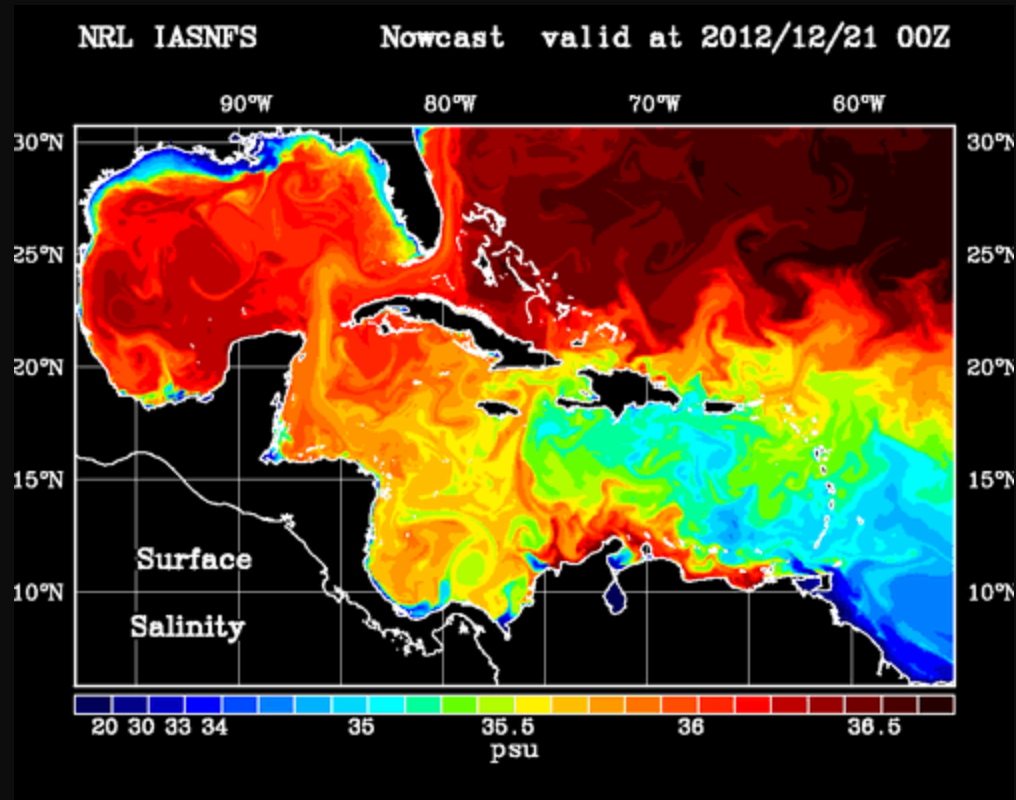 NRL IASNFS Nowcast valid at 2012/12/21 00Z
90°W 80°W 70°W 60°W
30°N 30°N
25°N 25°N
20°N 20°N
15°N 15°N
10°N 10°N
Surface
Salinity
20 30 33 34 35 35.5 36 36.5
psu